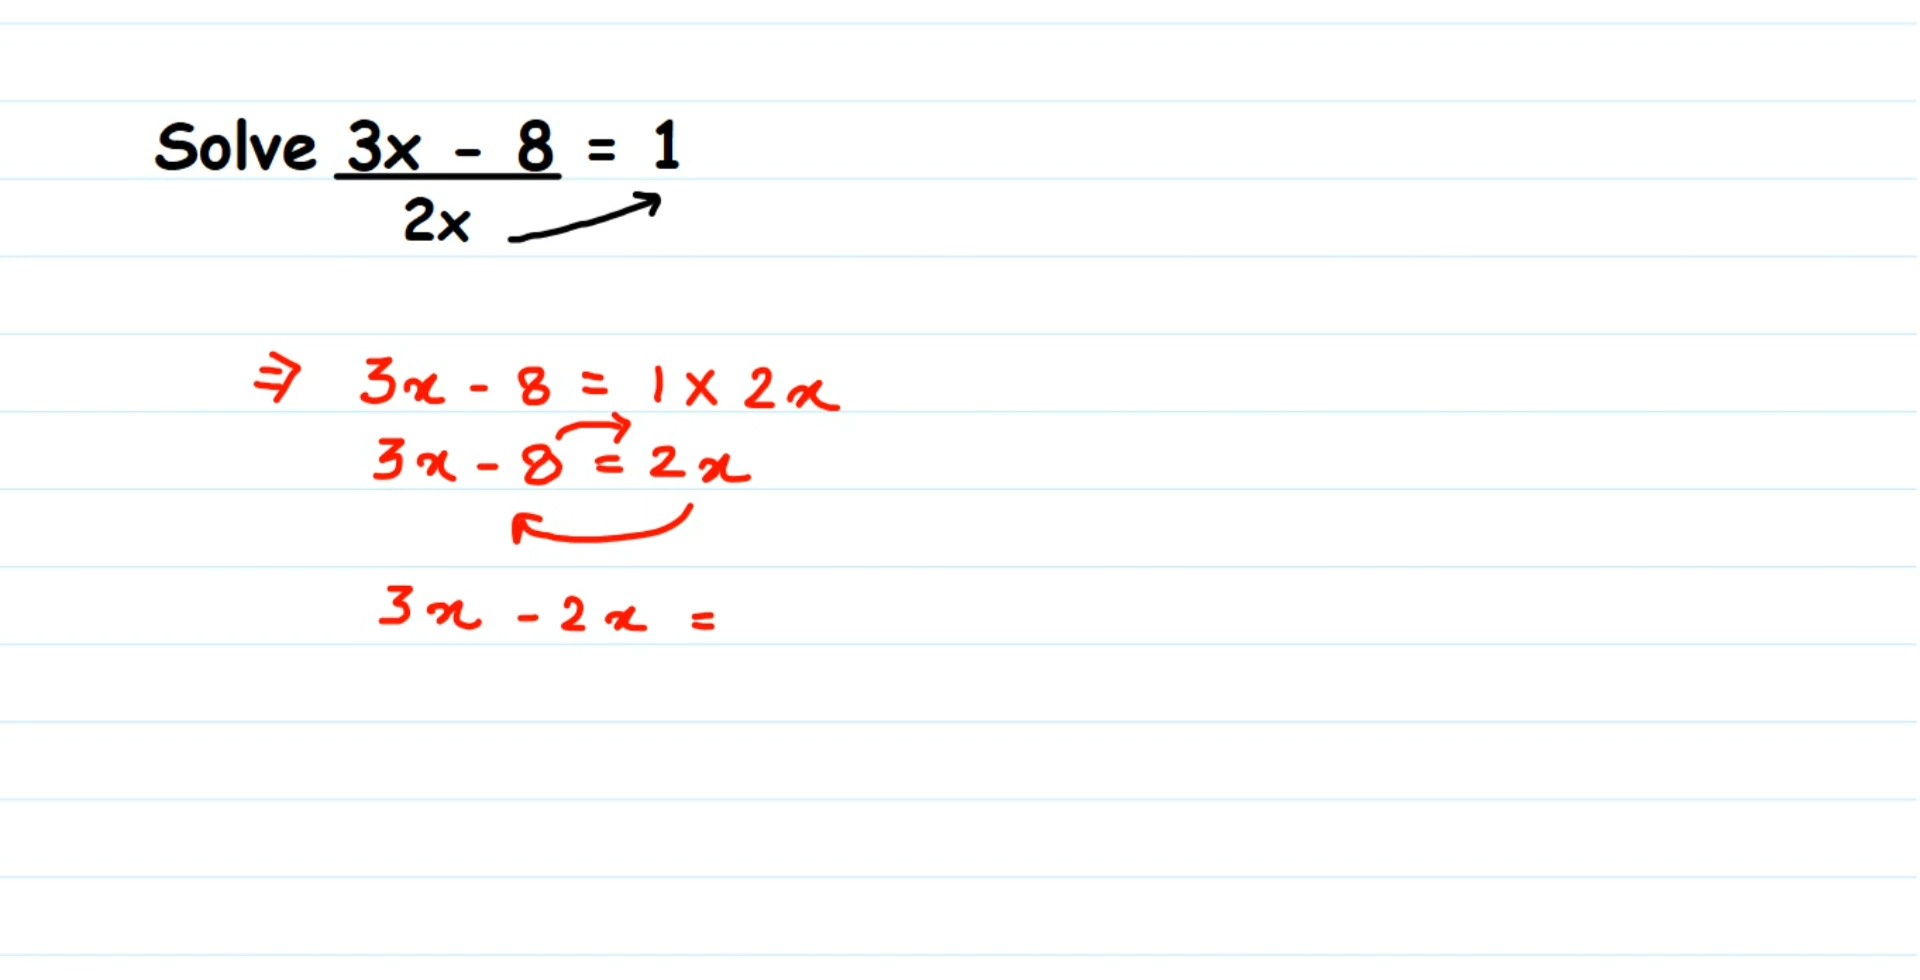 Solve 3x - 8 = 1
2x
⇒ 3x - 8 = 1 × 2x
3x - 8 = 2x
3x - 2x =